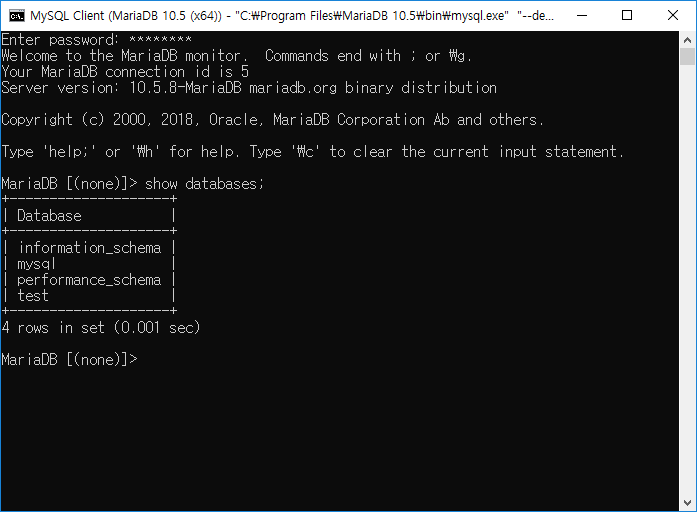 MySQL Client (MariaDB 10.5 (x64)) - "C:₩Program Files₩MariaDB 10.5₩bin₩mysql.exe"  "--de...
Enter password: ********
Welcome to the MariaDB monitor.  Commands end with ; or ₩g.
Your MariaDB connection id is 5
Server version: 10.5.8-MariaDB mariadb.org binary distribution
Copyright (c) 2000, 2018, Oracle, MariaDB Corporation Ab and others.
Type 'help;' or '₩h' for help. Type '₩c' to clear the current input statement.
MariaDB [(none)]> show databases;
+--------------------+
| Database           |
+--------------------+
| information_schema |
| mysql              |
| performance_schema |
| test               |
+--------------------+
4 rows in set (0.001 sec)
MariaDB [(none)]>